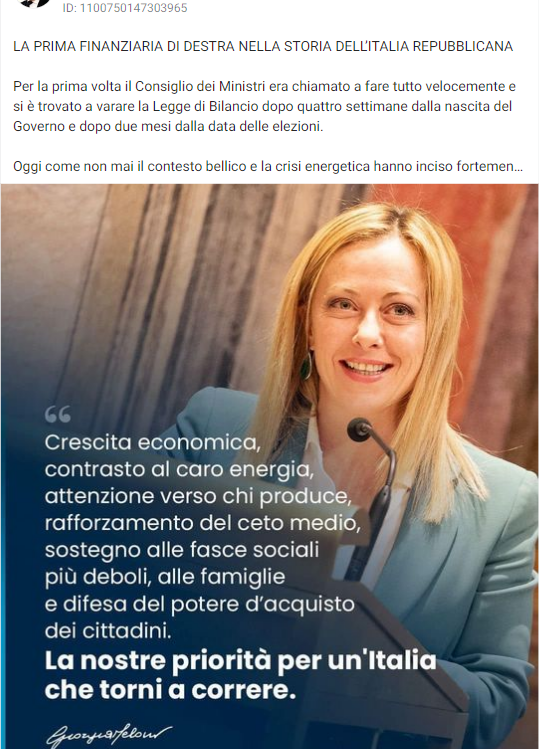 ID: 1100750147303965
LA PRIMA FINANZIARIA DI DESTRA NELLA STORIA DELL'ITALIA REPUBBLICANA
Per la prima volta il Consiglio dei Ministri era chiamato a fare tutto velocemente e
si è trovato a varare la Legge di Bilancio dopo quattro settimane dalla nascita del
Governo e dopo due mesi dalla data delle elezioni.
Oggi come non mai il contesto bellico e la crisi energetica hanno inciso fortemen...
“
Crescita economica,
contrasto al caro energia,
attenzione verso chi produce,
rafforzamento del ceto medio,
sostegno alle fasce sociali
più deboli, alle famiglie
e difesa del potere d'acquisto
dei cittadini.
La nostre priorità per un'Italia
che torni a correre.
Giorgia Meloni